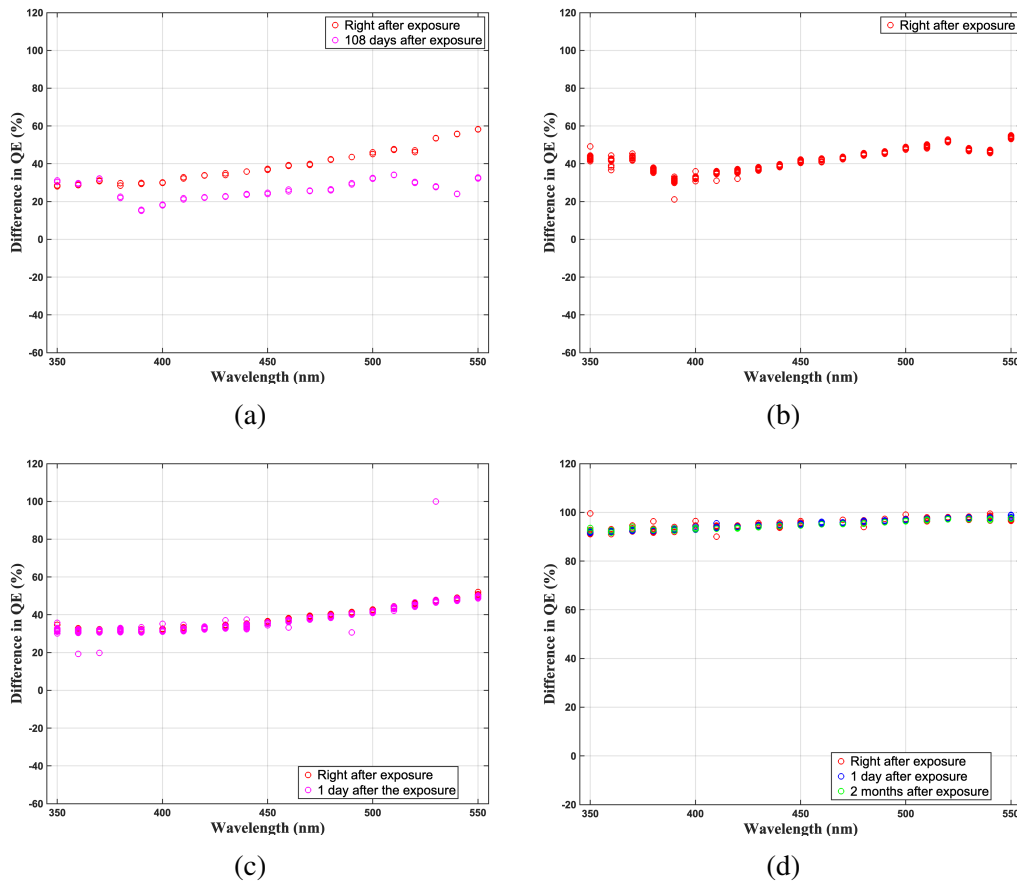 120
100
80
60
40
20
0
-20
-40
-60
Difference in QE (%)
350
400
450
500
550
Wavelength (nm)
Right after exposure
108 days after exposure
(a)
120
100
80
60
40
20
0
-20
-40
-60
Difference in QE (%)
350
400
450
500
550
Wavelength (nm)
Right after exposure
(b)
120
100
80
60
40
20
0
-20
-40
-60
Difference in QE (%)
350
400
450
500
550
Wavelength (nm)
Right after exposure
1 day after the exposure
(c)
120
100
80
60
40
20
0
-20
Difference in QE (%)
350
400
450
500
550
Wavelength (nm)
Right after exposure
1 day after exposure
2 months after exposure
(d)